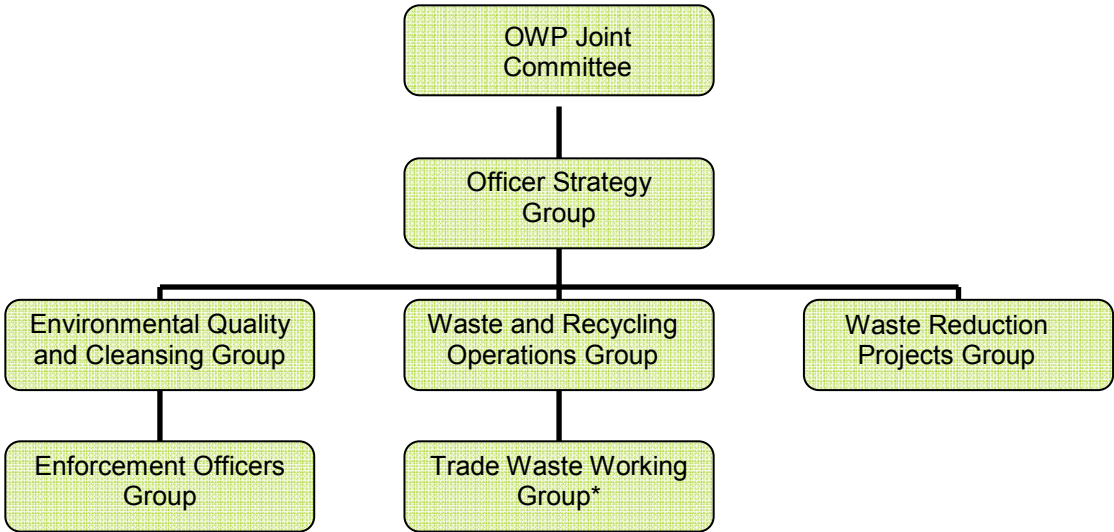 OWP Joint
Committee
Officer Strategy
Group
Environmental Quality
and Cleansing Group
Waste and Recycling
Operations Group
Waste Reduction
Projects Group
Enforcement Officers
Group
Trade Waste Working
Group*